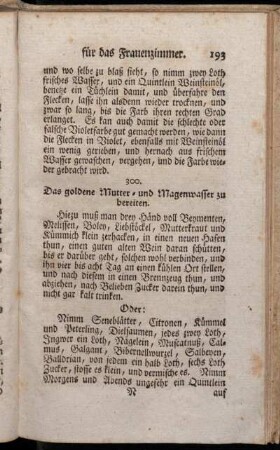 für das Frauenzimmer. 193
und wo selbe zu blaß sieht, so nimm zwey Loth
frisches Wasser, und ein Quintlein Weinsteinöl,
benetze ein Tüchlein damit, und überfahre den
Flecken, lasse ihn alsdenn wieder trocknen, und
zwar so lang, bis die Farb ihren rechten Grad
erlanget. Es kan auch damit die schlechte oder
falsche Violetfarbe gut gemacht werden, wie dann
die Flecken in Violet, ebenfalls mit Weinsteinöl
ein wenig gerieben, und hernach aus frischem
Wasser gewaschen, vergehen, und die Farbe wie=
der gebracht wird.
300.
Das goldene Mutter= und Magenwasser zu
bereiten.
Hiezu muß man drey Händ voll Beymenten,
Melissen, Boley, Liebstöckel, Mutterkraut und
Kümmich klein zerhacken, in einen neuen Hafen
thun, einen guten alten Wein daran schütten,
bis er darüber geht, solchen wohl verbinden, und
ihn vier bis acht Tag an einen kühlen Ort stellen,
und nach diesem in einen Brennzeug thun, und
abziehen, nach Belieben Zucker darein thun, und
nicht gar kalt trinken.
Oder:
Nimm Seneblätter, Citronen, Kümmel
und Peterling, Dielsaumen, jedes zwey Loth,
Ingwer ein Loth, Nägelein, Muscatnuß, Cal=
mus, Galgant, Bibernellwurzel, Salbeyen,
Balldrian, von jedem ein halb Loth, sechs Loth
Zucker, stosse es klein, und vermische es. Nimm
Morgens und Abends ungefehr ein Quintlein
N auf